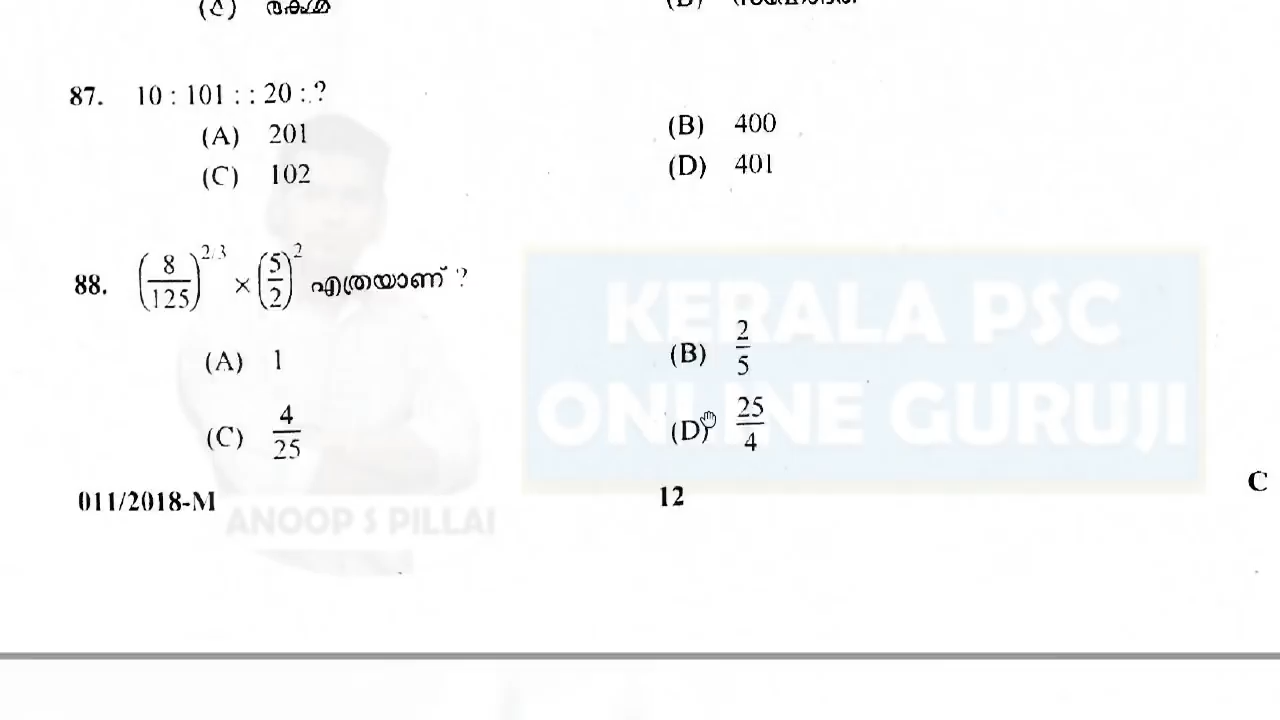 (C)
87. 10 : 101 : : 20 : ?
(A) 201
(B) 400
(C) 102
(D) 401
88. (8/125)^2/3 × (5/2)^2 എത്രയാണ് ?
(A) 1
(B) 2/5
(C) 4/25
(D) 25/4
011/2018-M
12
C
KERALA PSC
ONLINE GURUJI
ANOOP S PILLAI